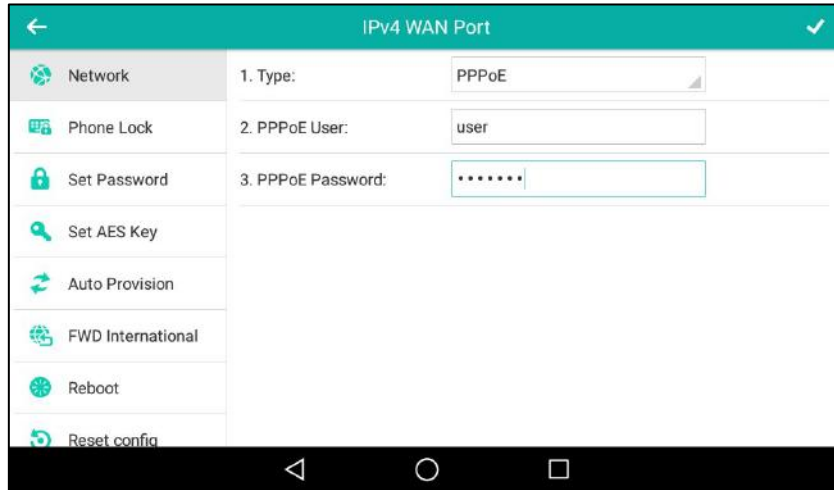 IPv4 WAN Port
Network
1. Type:
PPPoE
Phone Lock
2. PPPoE User:
user
Set Password
3. PPPoE Password:
•••••••
Set AES Key
Auto Provision
FWD International
Reboot
Reset config